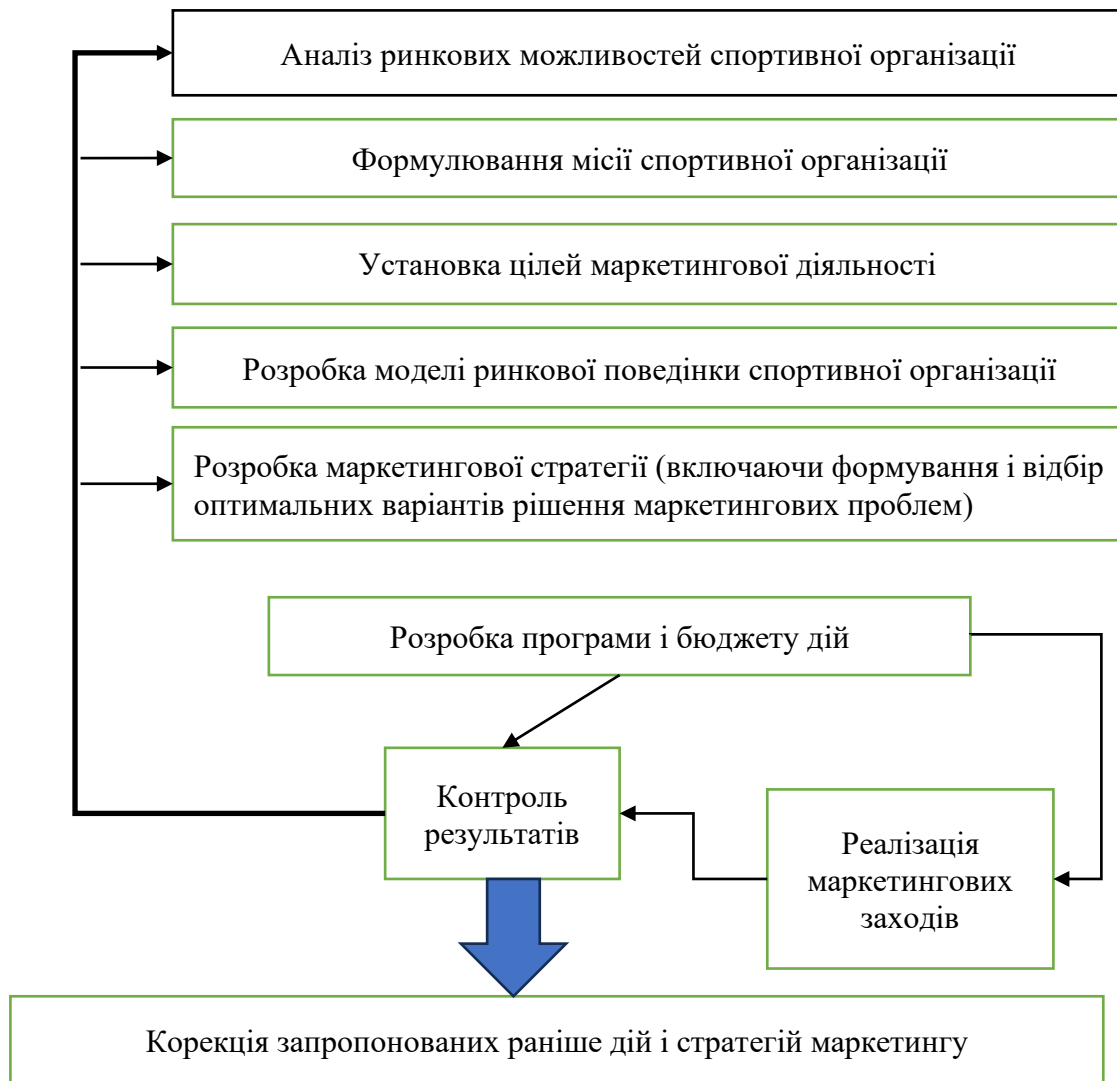 Аналіз ринкових можливостей спортивної організації
Формулювання місії спортивної організації
Установка цілей маркетингової діяльності
Розробка моделі ринкової поведінки спортивної організації
Розробка маркетингової стратегії (включаючи формування і відбір
оптимальних варіантів рішення маркетингових проблем)
Розробка програми і бюджету дій
Контроль
результатів
Реалізація
маркетингових
заходів
Корекція запропонованих раніше дій і стратегій маркетингу